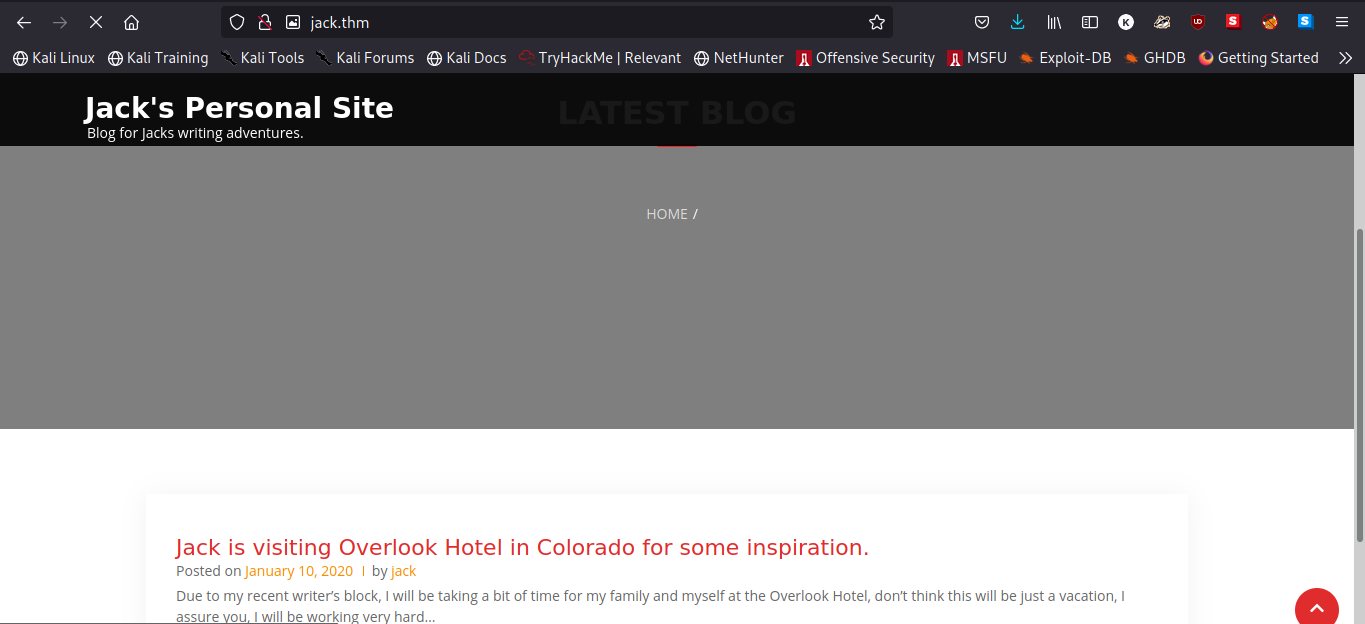 jack.thm
Kali Linux Kali Training Kali Tools Kali Forums Kali Docs TryHackMe | Relevant NetHunter Offensive Security MSFU Exploit-DB GHDB Getting Started
Jack's Personal Site
Blog for Jacks writing adventures.
LATEST BLOG
HOME /
Jack is visiting Overlook Hotel in Colorado for some inspiration.
Posted on January 10, 2020 | by jack
Due to my recent writer’s block, I will be taking a bit of time for my family and myself at the Overlook Hotel, don’t think this will be just a vacation, I
assure you, I will be working very hard…